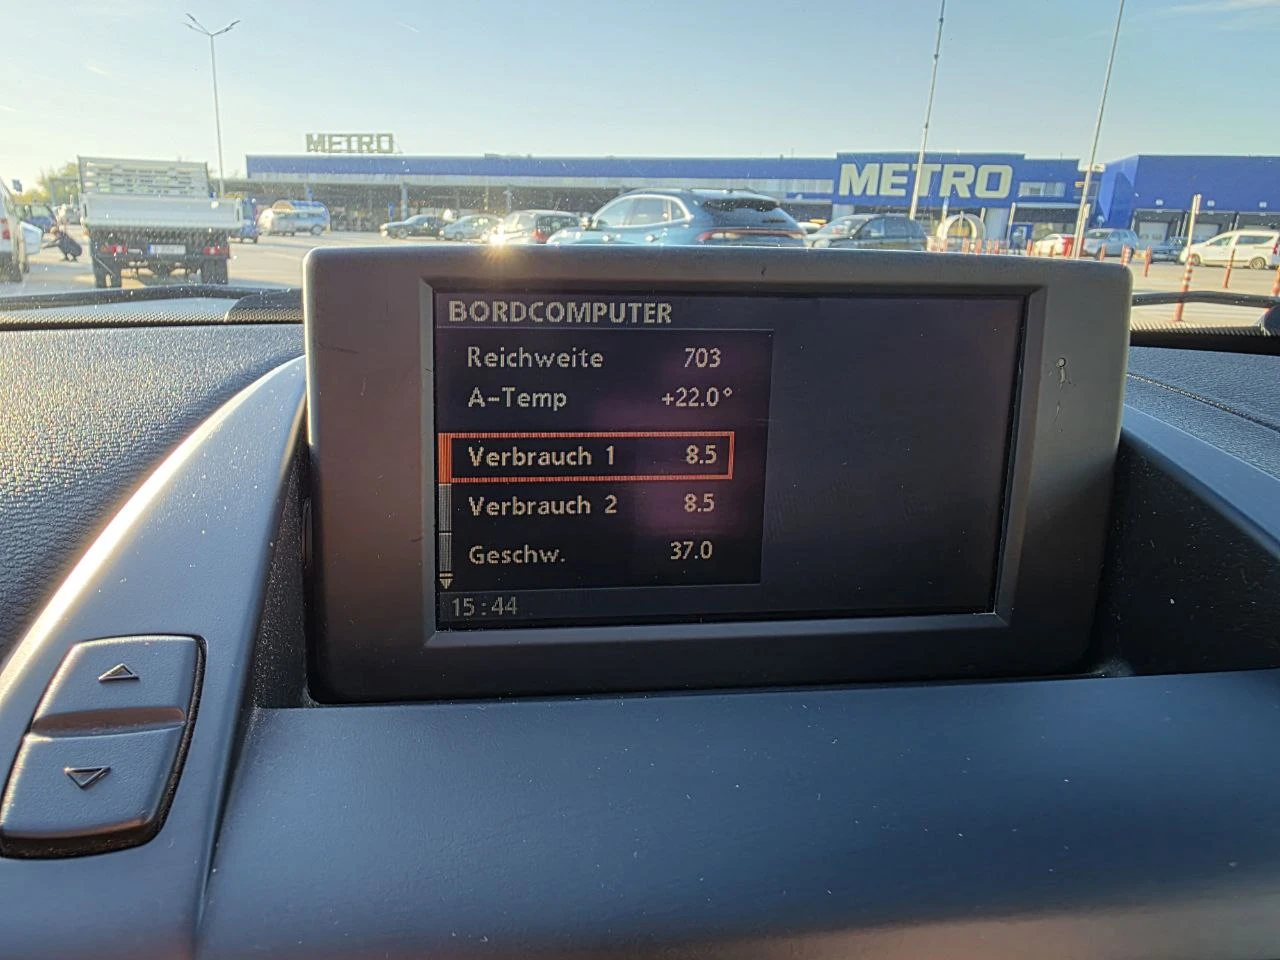 METRO
METRO
BORDCOMPUTER
Reichweite 703
A-Temp +22.0°
Verbrauch 1 8.5
Verbrauch 2 8.5
Geschw. 37.0
15:44